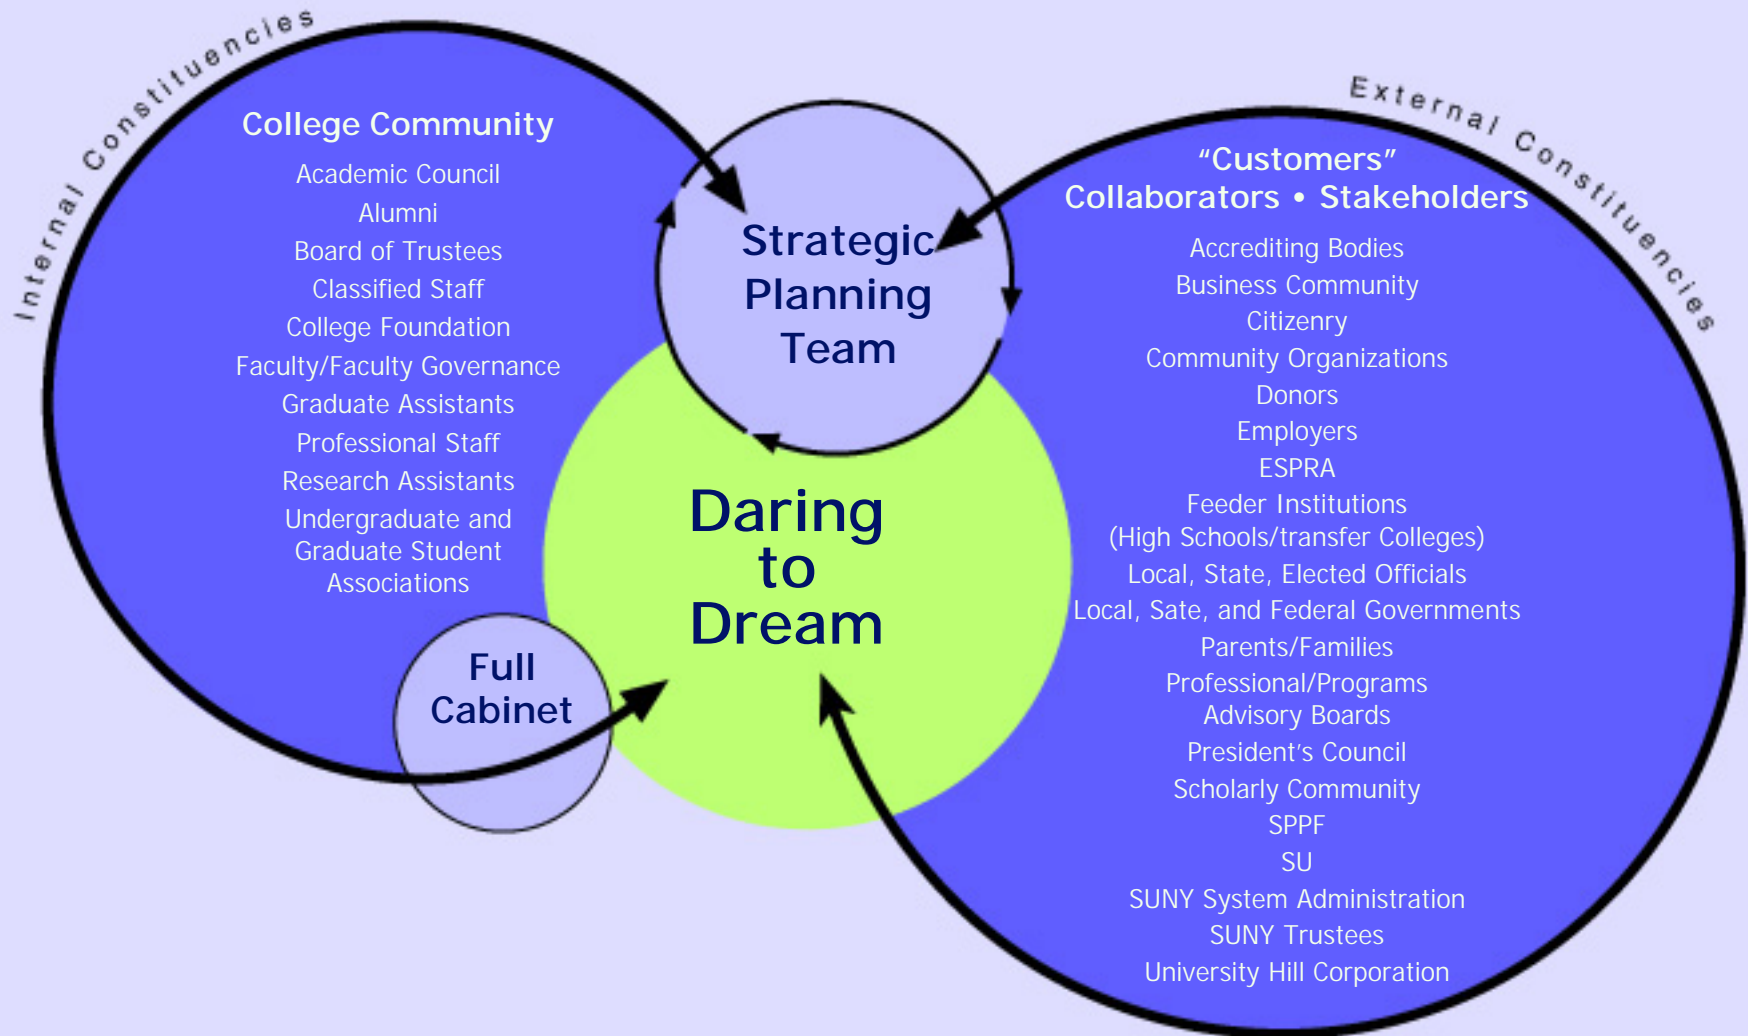 Internal Constituencies
College Community
Academic Council
Alumni
Board of Trustees
Classified Staff
College Foundation
Faculty/Faculty Governance
Graduate Assistants
Professional Staff
Research Assistants
Undergraduate and
Graduate Student
Associations
Full
Cabinet
Strategic
Planning
Team
Daring
to
Dream
External Constituencies
“Customers”
Collaborators • Stakeholders
Accrediting Bodies
Business Community
Citizenry
Community Organizations
Donors
Employers
ESPRA
Feeder Institutions
(High Schools/transfer Colleges)
Local, State, Elected Officials
Local, Sate, and Federal Governments
Parents/Families
Professional/Programs
Advisory Boards
President’s Council
Scholarly Community
SPPF
SU
SUNY System Administration
SUNY Trustees
University Hill Corporation